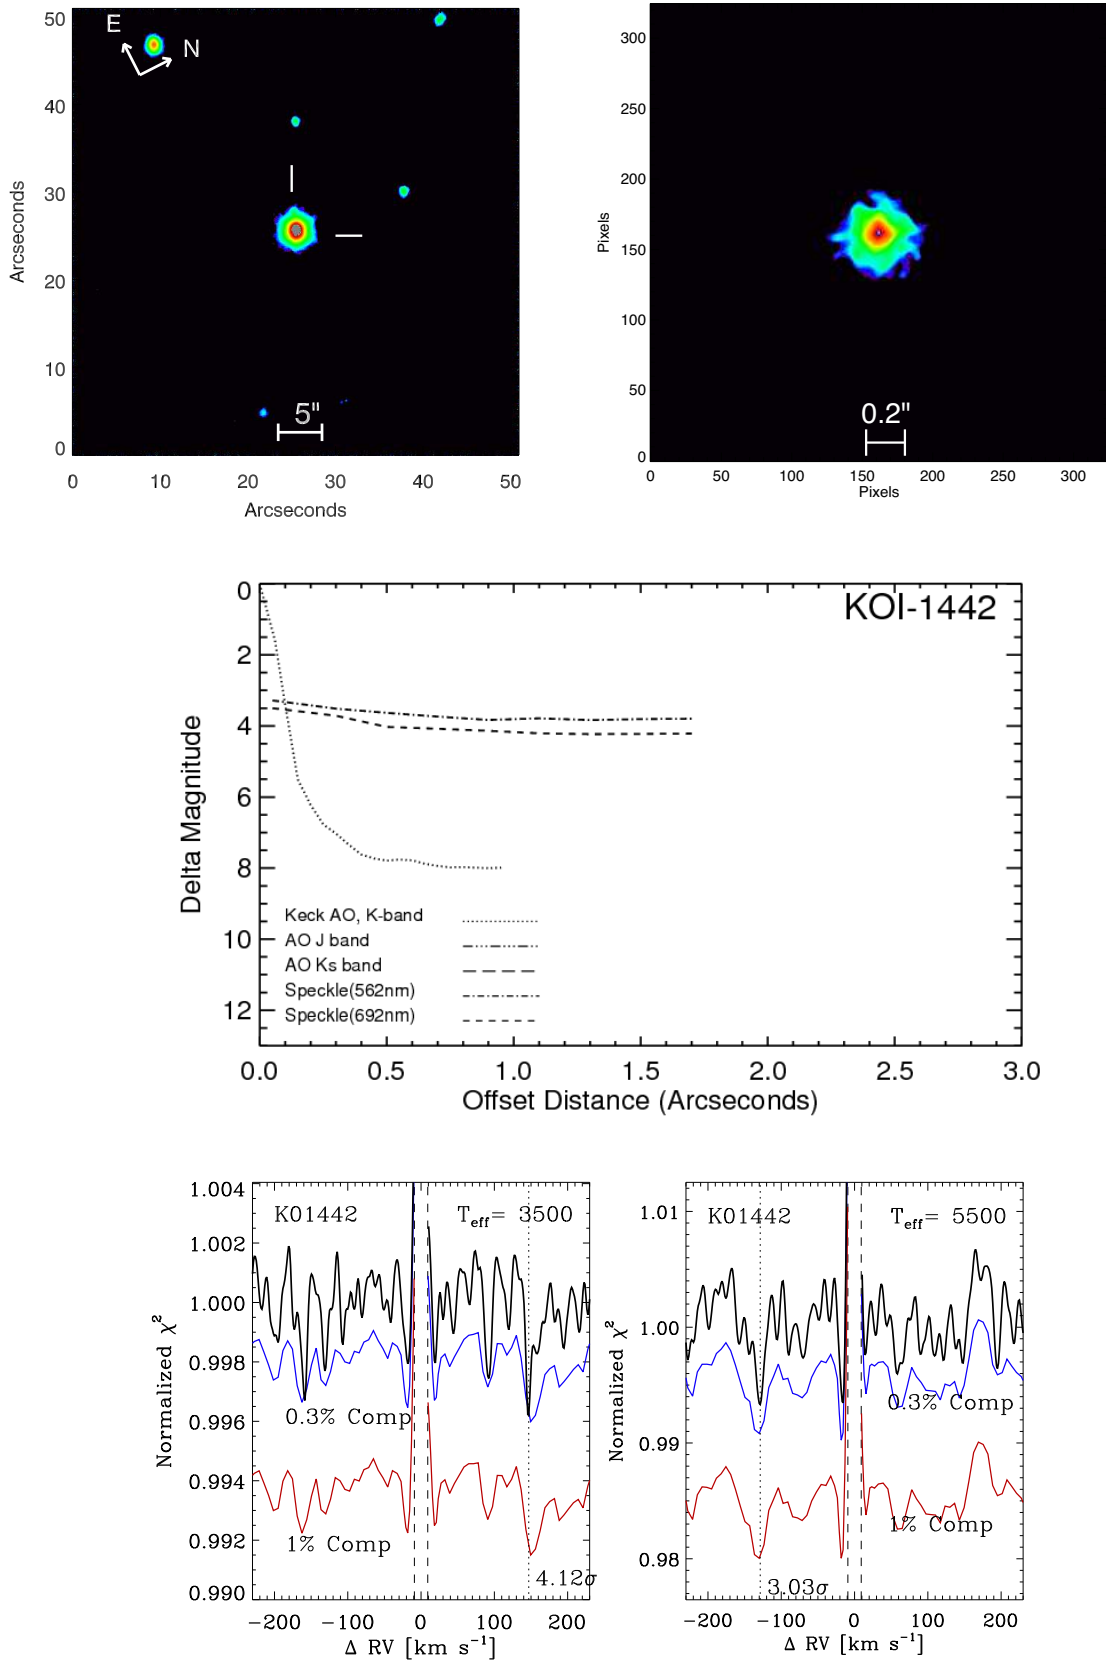 E
N
50
40
30
20
10
0
Arcseconds
5"
0 10 20 30 40 50
Arcseconds
300
250
200
150
100
50
0
Pixels
0.2"
0 50 100 150 200 250 300
Pixels
KOI-1442
0
2
4
6
8
10
12
Delta Magnitude
Keck AO, K-band
AO J band
AO Ks band
Speckle(562nm)
Speckle(692nm)
0.0 0.5 1.0 1.5 2.0 2.5 3.0
Offset Distance (Arcseconds)
1.004
1.002
1.000
0.998
0.996
0.994
0.992
0.990
Normalized χ²
K01442 T_eff= 3500
0.3% Comp
1% Comp
4.12σ
−200 −100 0 100 200
Δ RV [km s⁻¹]
1.01
1.00
0.99
0.98
Normalized χ²
K01442 T_eff= 5500
0.3% Comp
1% Comp
3.03σ
−200 −100 0 100 200
Δ RV [km s⁻¹]